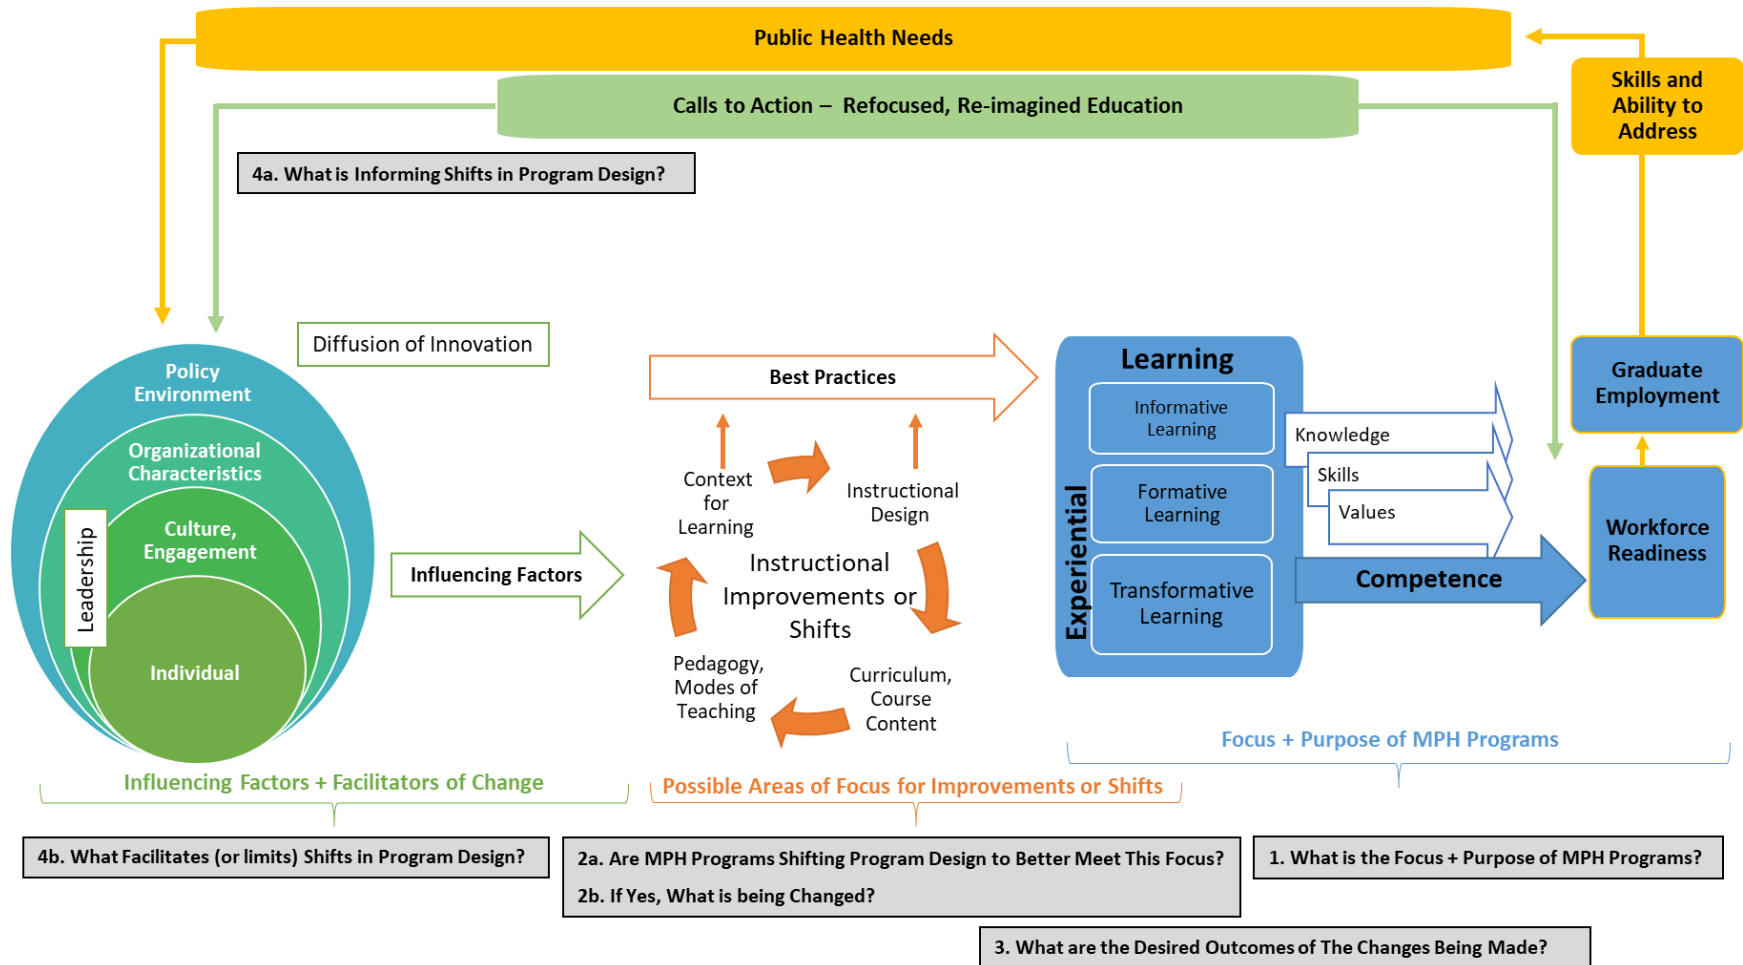 Public Health Needs
Calls to Action – Refocused, Re-imagined Education
Skills and
Ability to
Address
4a. What is Informing Shifts in Program Design?
Diffusion of Innovation
Policy
Environment
Organizational
Characteristics
Culture,
Engagement
Leadership
Individual
Influencing Factors
Best Practices
Context
for
Learning
Instructional
Design
Instructional
Improvements or
Shifts
Pedagogy,
Modes of
Teaching
Curriculum,
Course
Content
Learning
Experiential
Informative
Learning
Formative
Learning
Transformative
Learning
Knowledge
Skills
Values
Competence
Graduate
Employment
Workforce
Readiness
Influencing Factors + Facilitators of Change
Possible Areas of Focus for Improvements or Shifts
Focus + Purpose of MPH Programs
4b. What Facilitates (or limits) Shifts in Program Design?
2a. Are MPH Programs Shifting Program Design to Better Meet This Focus?
2b. If Yes, What is being Changed?
1. What is the Focus + Purpose of MPH Programs?
3. What are the Desired Outcomes of The Changes Being Made?